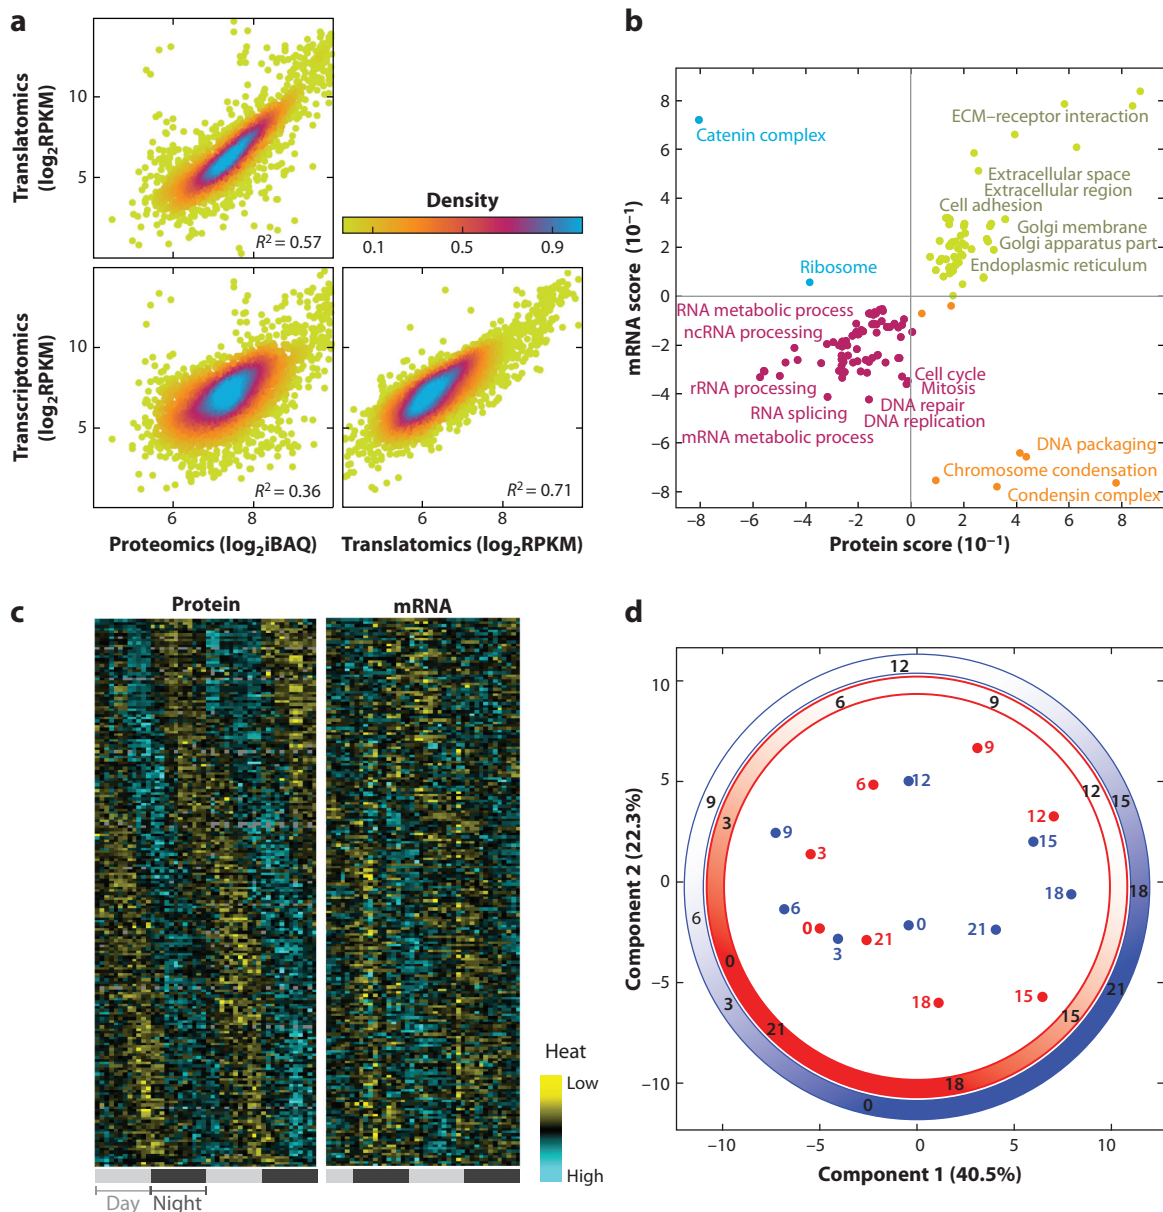 a
Translatomics
(log2RPKM)
10
5
R2 = 0.57
Density
0.1
0.5
0.9
Transcriptomics
(log2RPKM)
10
5
R2 = 0.36
R2 = 0.71
6
8
6
8
Proteomics (log2iBAQ)
Translatomics (log2RPKM)
b
mRNA score (10−1)
8
6
4
2
0
−2
−4
−6
−8
Catenin complex
Ribosome
ECM–receptor interaction
Extracellular space
Extracellular region
Cell adhesion
Golgi membrane
Golgi apparatus part
Endoplasmic reticulum
RNA metabolic process
ncRNA processing
rRNA processing
RNA splicing
mRNA metabolic process
Cell cycle
Mitosis
DNA repair
DNA replication
DNA packaging
Chromosome condensation
Condensin complex
−8
−6
−4
−2
0
2
4
6
8
Protein score (10−1)
c
Protein
mRNA
Heat
Low
High
Day
Night
d
Component 2 (22.3%)
10
5
0
−5
−10
12
6
9
9
3
12
15
6
18
0
3
21
21
15
18
0
9
6
12
12
15
9
3
18
6
0
3
21
0
21
18
15
−10
−5
0
5
10
Component 1 (40.5%)